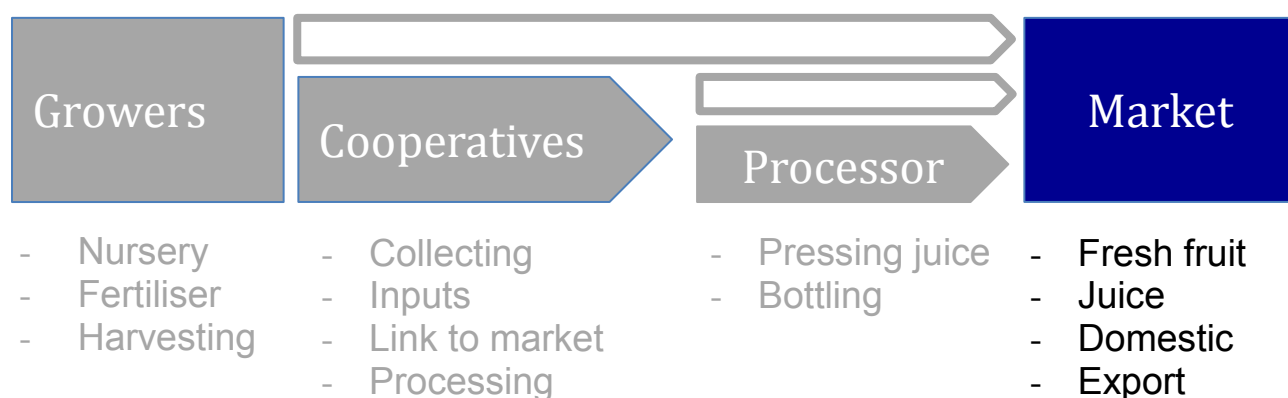 Growers
Cooperatives
Processor
Market
- Nursery
- Fertiliser
- Harvesting
- Collecting
- Inputs
- Link to market
- Processing
- Pressing juice
- Bottling
- Fresh fruit
- Juice
- Domestic
- Export